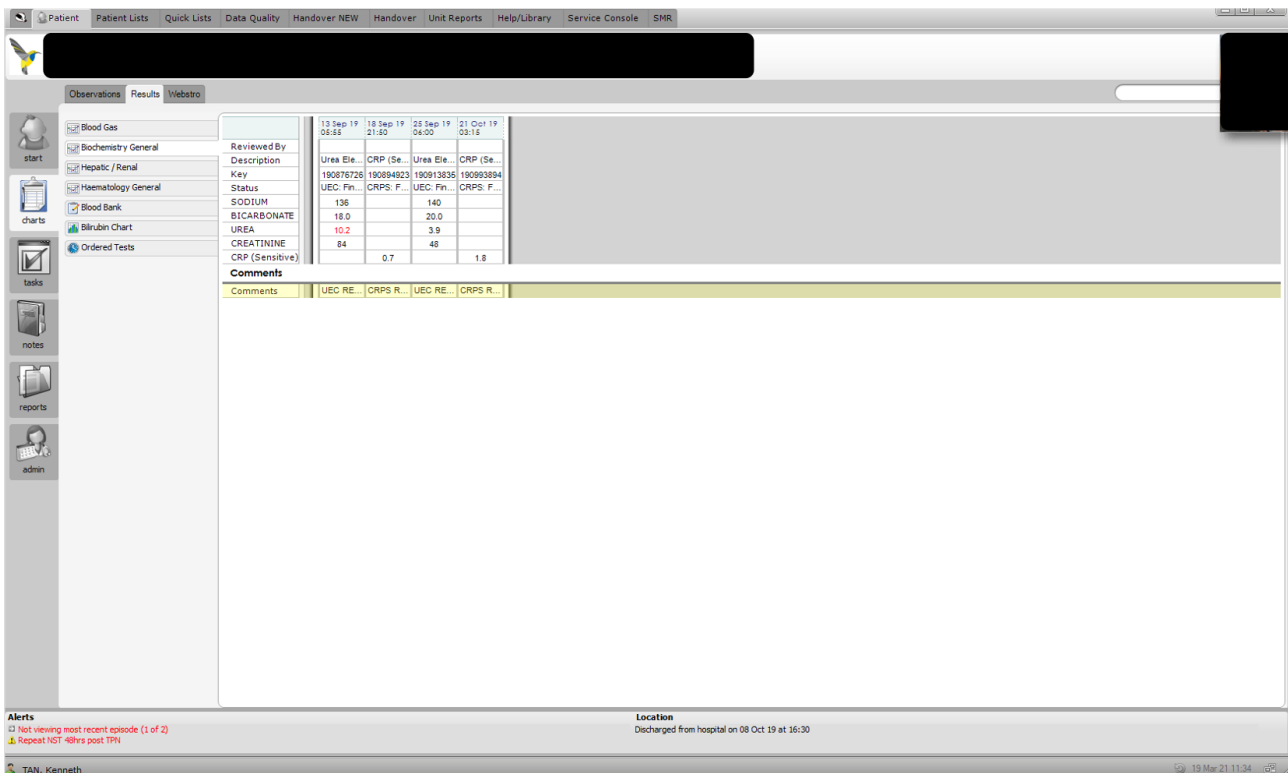 Patient Patient Lists Quick Lists Data Quality Handover NEW Handover Unit Reports Help/Library Service Console SMR
Observations Results Webstro
start
charts
tasks
notes
reports
admin
Blood Gas
Biochemistry General
Hepatic / Renal
Haematology General
Blood Bank
Bilirubin Chart
Ordered Tests
13 Sep 19 18 Sep 19 25 Sep 19 21 Oct 19
05:55 21:50 06:00 03:15
Reviewed By
Description Urea Ele... CRP (Se... Urea Ele... CRP (Se...
Key 190876726 190894923 190913835 190993894
Status UEC: Fin... CRPS: F... UEC: Fin... CRPS: F...
SODIUM 136 140
BICARBONATE 18.0 20.0
UREA 10.2 3.9
CREATININE 84 48
CRP (Sensitive) 0.7 1.8
Comments
Comments UEC RE... CRPS R... UEC RE... CRPS R...
Alerts
Not viewing most recent episode (1 of 2)
Repeat NST 48hrs post TPN
Location
Discharged from hospital on 08 Oct 19 at 16:30
TAN, Kenneth
19 Mar 21 11:34